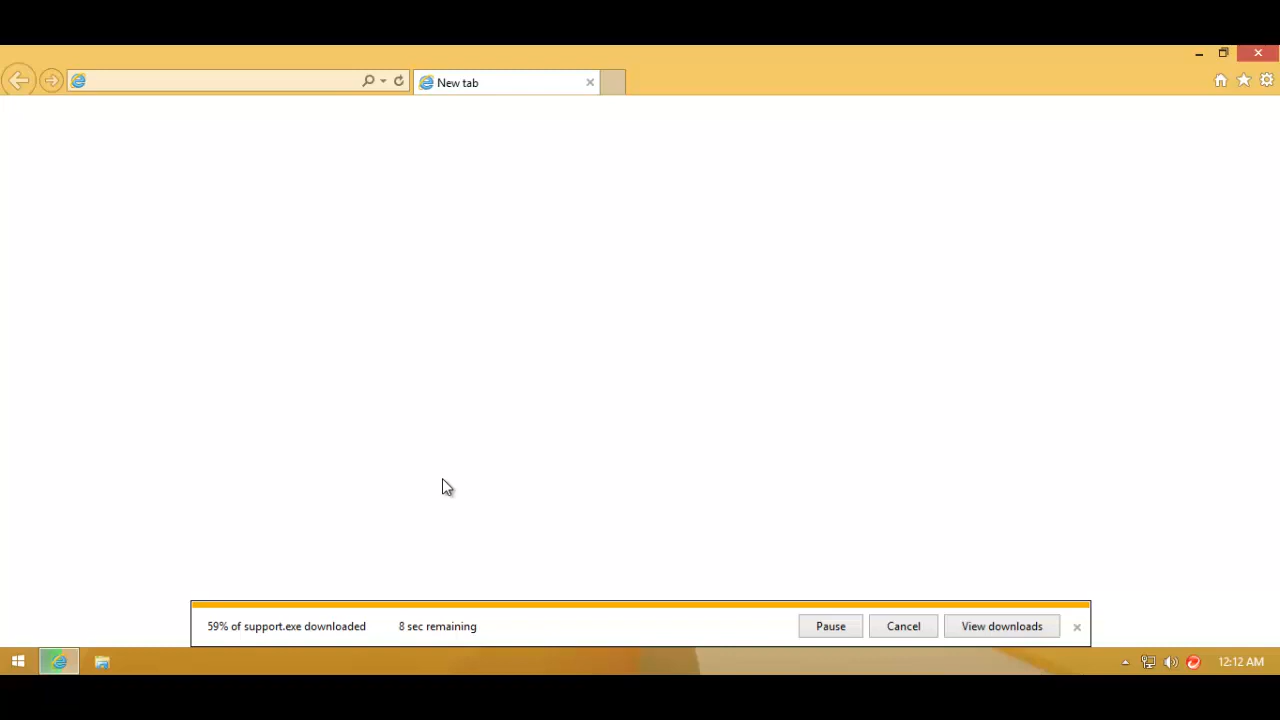 New tab
59% of support.exe downloaded 8 sec remaining Pause Cancel View downloads
12:12 AM